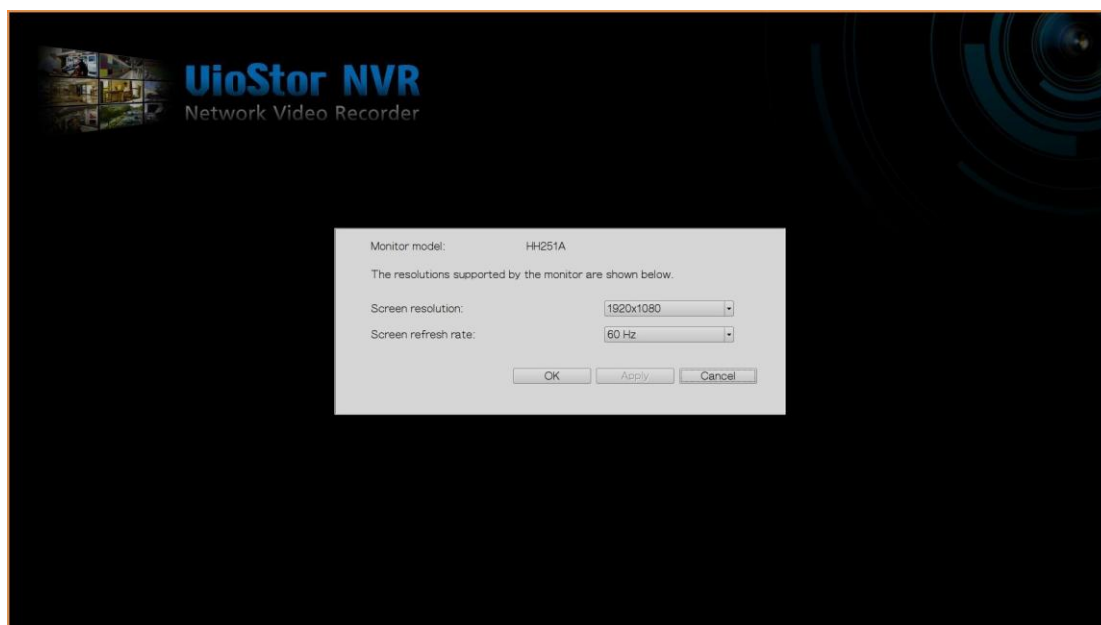 VioStor NVR
Network Video Recorder
Monitor model: HH251A
The resolutions supported by the monitor are shown below.
Screen resolution: 1920x1080
Screen refresh rate: 60 Hz
OK Apply Cancel